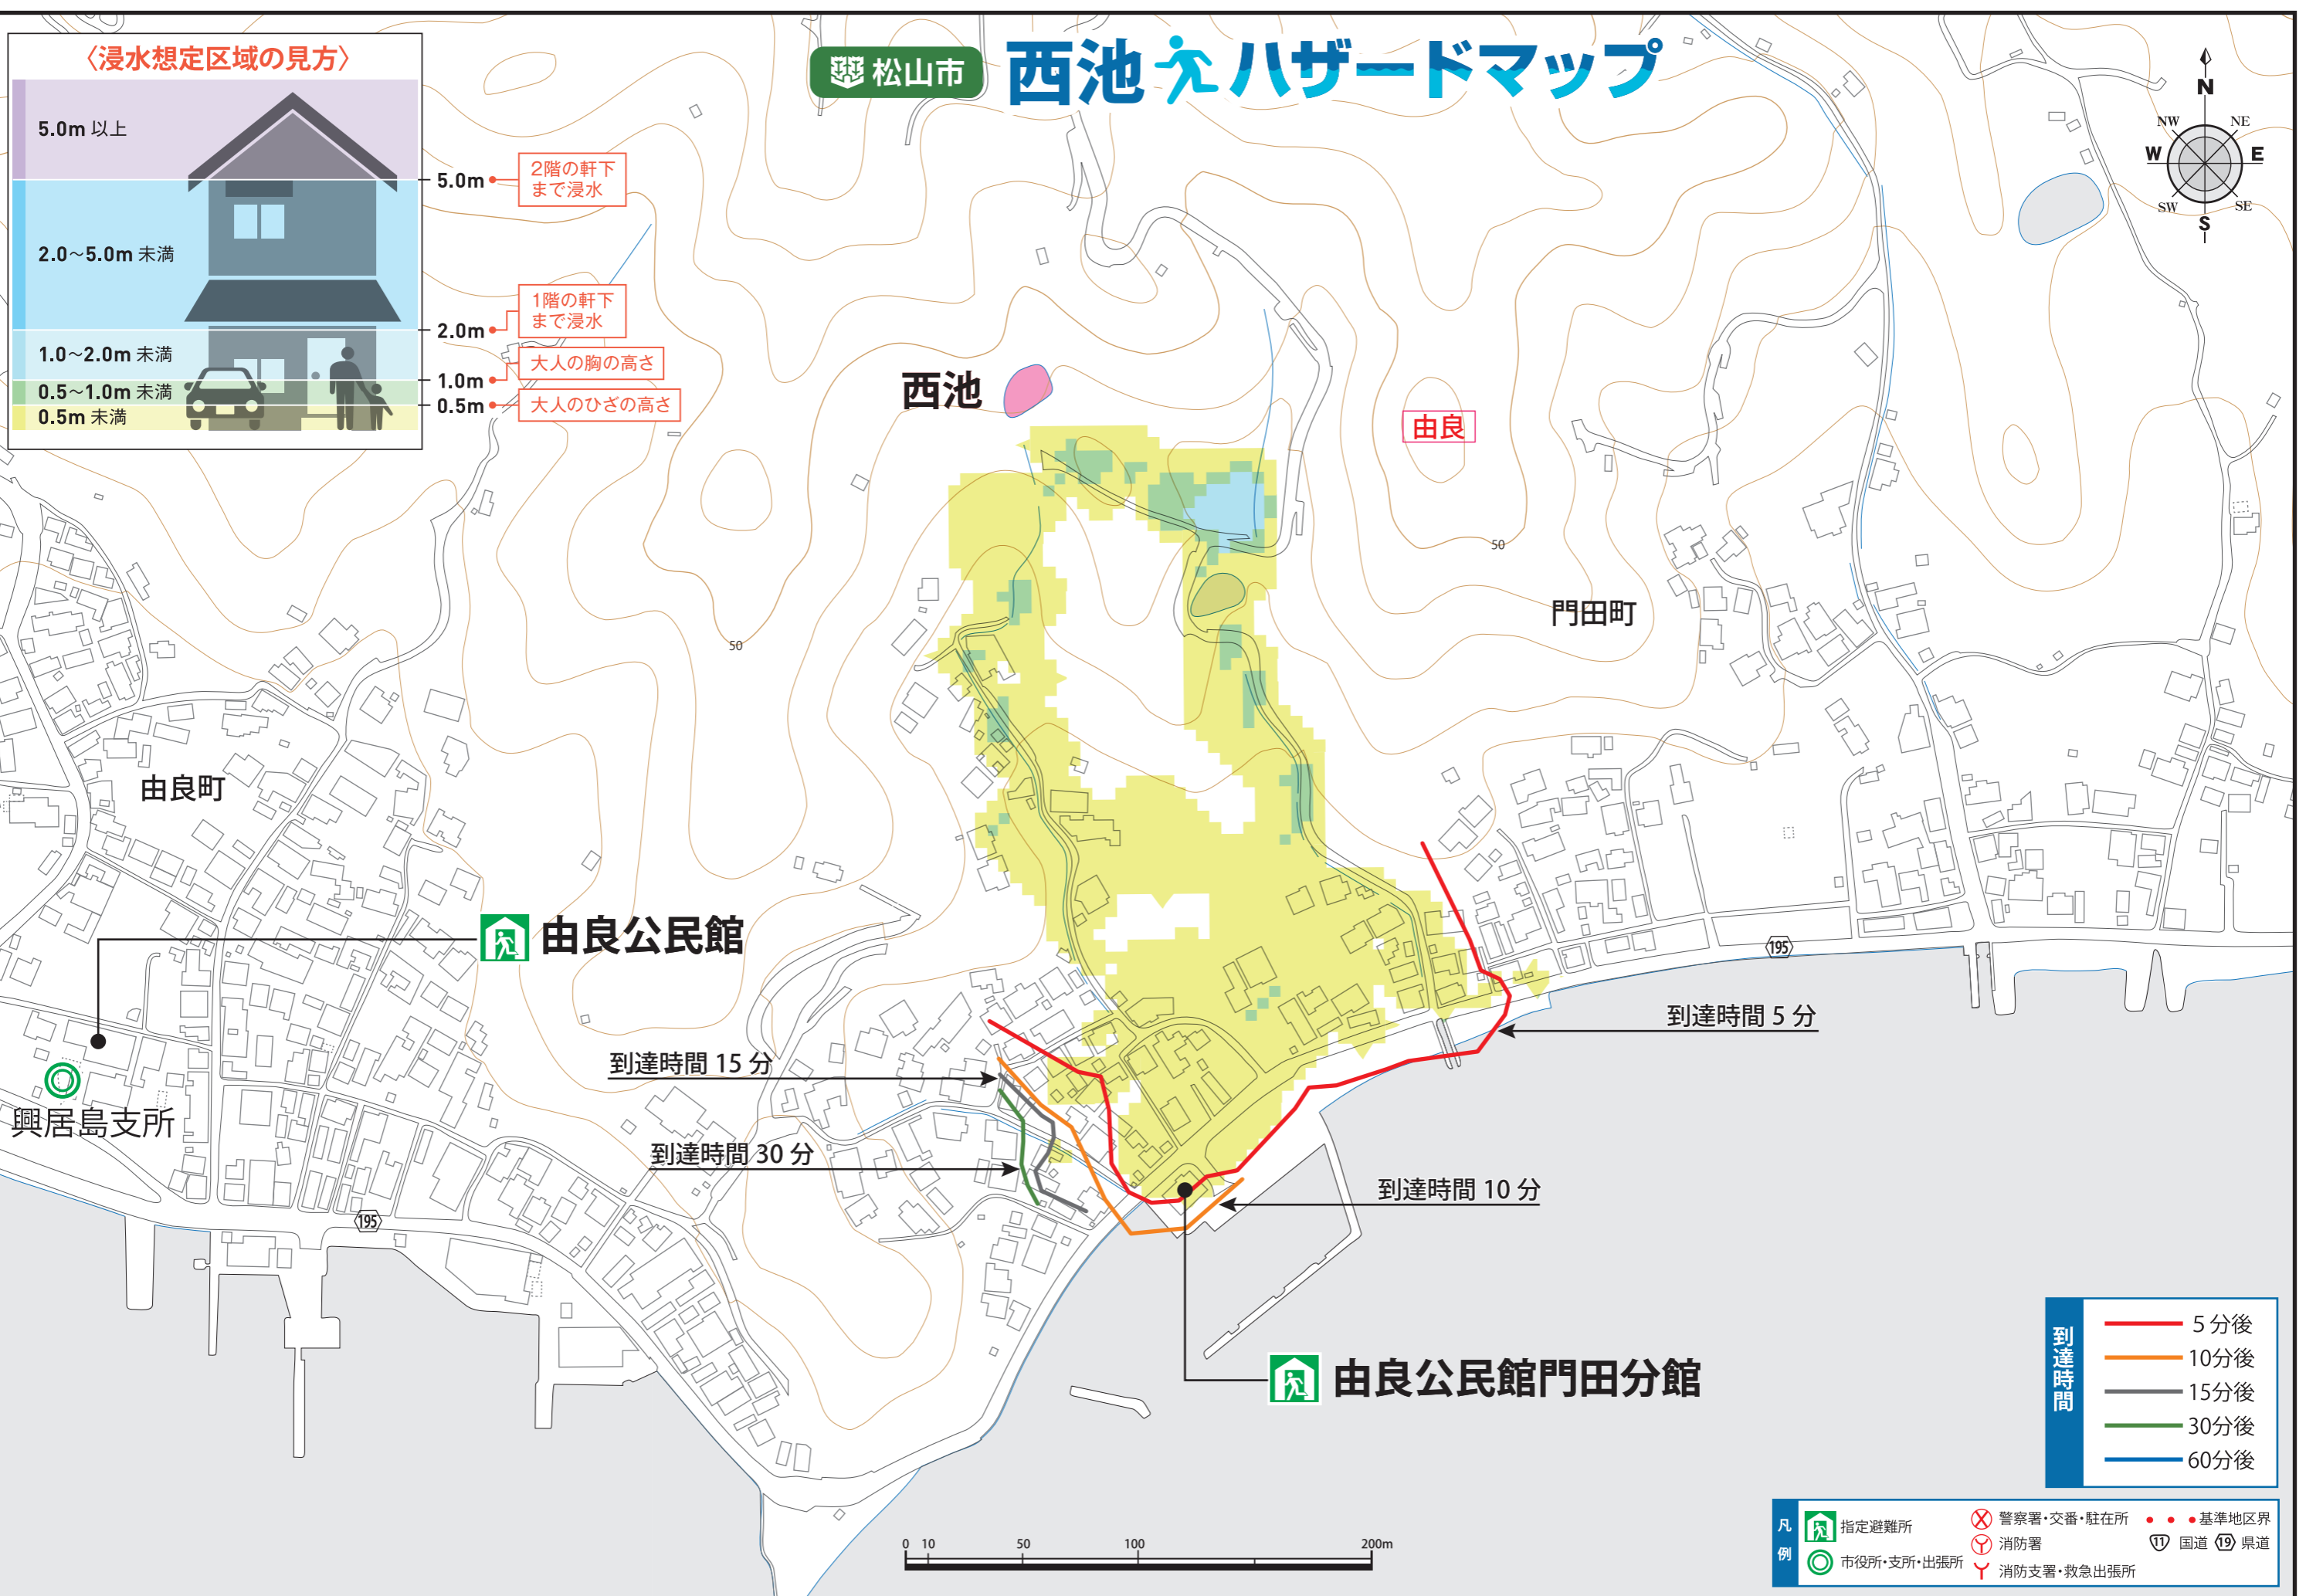 〈浸水想定区域の見方〉
5.0m 以上
2.0～5.0m 未満
1.0～2.0m 未満
0.5～1.0m 未満
0.5m 未満
5.0m
2階の軒下
まで浸水
2.0m
1階の軒下
まで浸水
1.0m
大人の胸の高さ
0.5m
大人のひざの高さ
松山市
西池 ハザードマップ
N
NW
NE
W
E
SW
SE
S
西池
由良
50
50
門田町
由良町
由良公民館
195
到達時間 5 分
到達時間 15 分
興居島支所
到達時間 30 分
到達時間 10 分
195
由良公民館門田分館
到達時間
5分後
10分後
15分後
30分後
60分後
0 10 50 100 200m
凡例
指定避難所
市役所・支所・出張所
警察署・交番・駐在所
消防署
消防支署・救急出張所
基準地区界
11 国道 19 県道